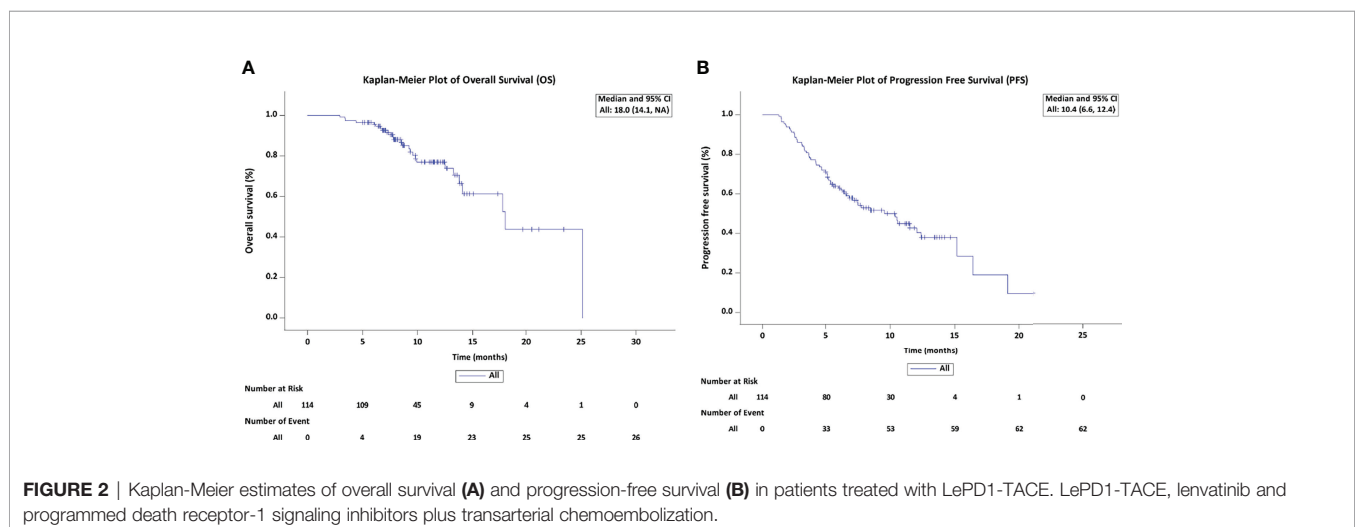 A
Kaplan-Meier Plot of Overall Survival (OS)
Median and 95% CI
All: 18.0 (14.1, NA)
Overall survival (%)
1.0
0.8
0.6
0.4
0.2
0.0
0 5 10 15 20 25 30
Time (months)
All
Number at Risk
All 114 109 45 9 4 1 0
Number of Event
All 0 4 19 23 25 25 26
B
Kaplan-Meier Plot of Progression Free Survival (PFS)
Median and 95% CI
All: 10.4 (6.6, 12.4)
Progression free survival (%)
1.0
0.8
0.6
0.4
0.2
0.0
0 5 10 15 20 25
Time (months)
All
Number at Risk
All 114 80 30 4 1 0
Number of Event
All 0 33 53 59 62 62
FIGURE 2 | Kaplan-Meier estimates of overall survival (A) and progression-free survival (B) in patients treated with LePD1-TACE. LePD1-TACE, lenvatinib and
programmed death receptor-1 signaling inhibitors plus transarterial chemoembolization.